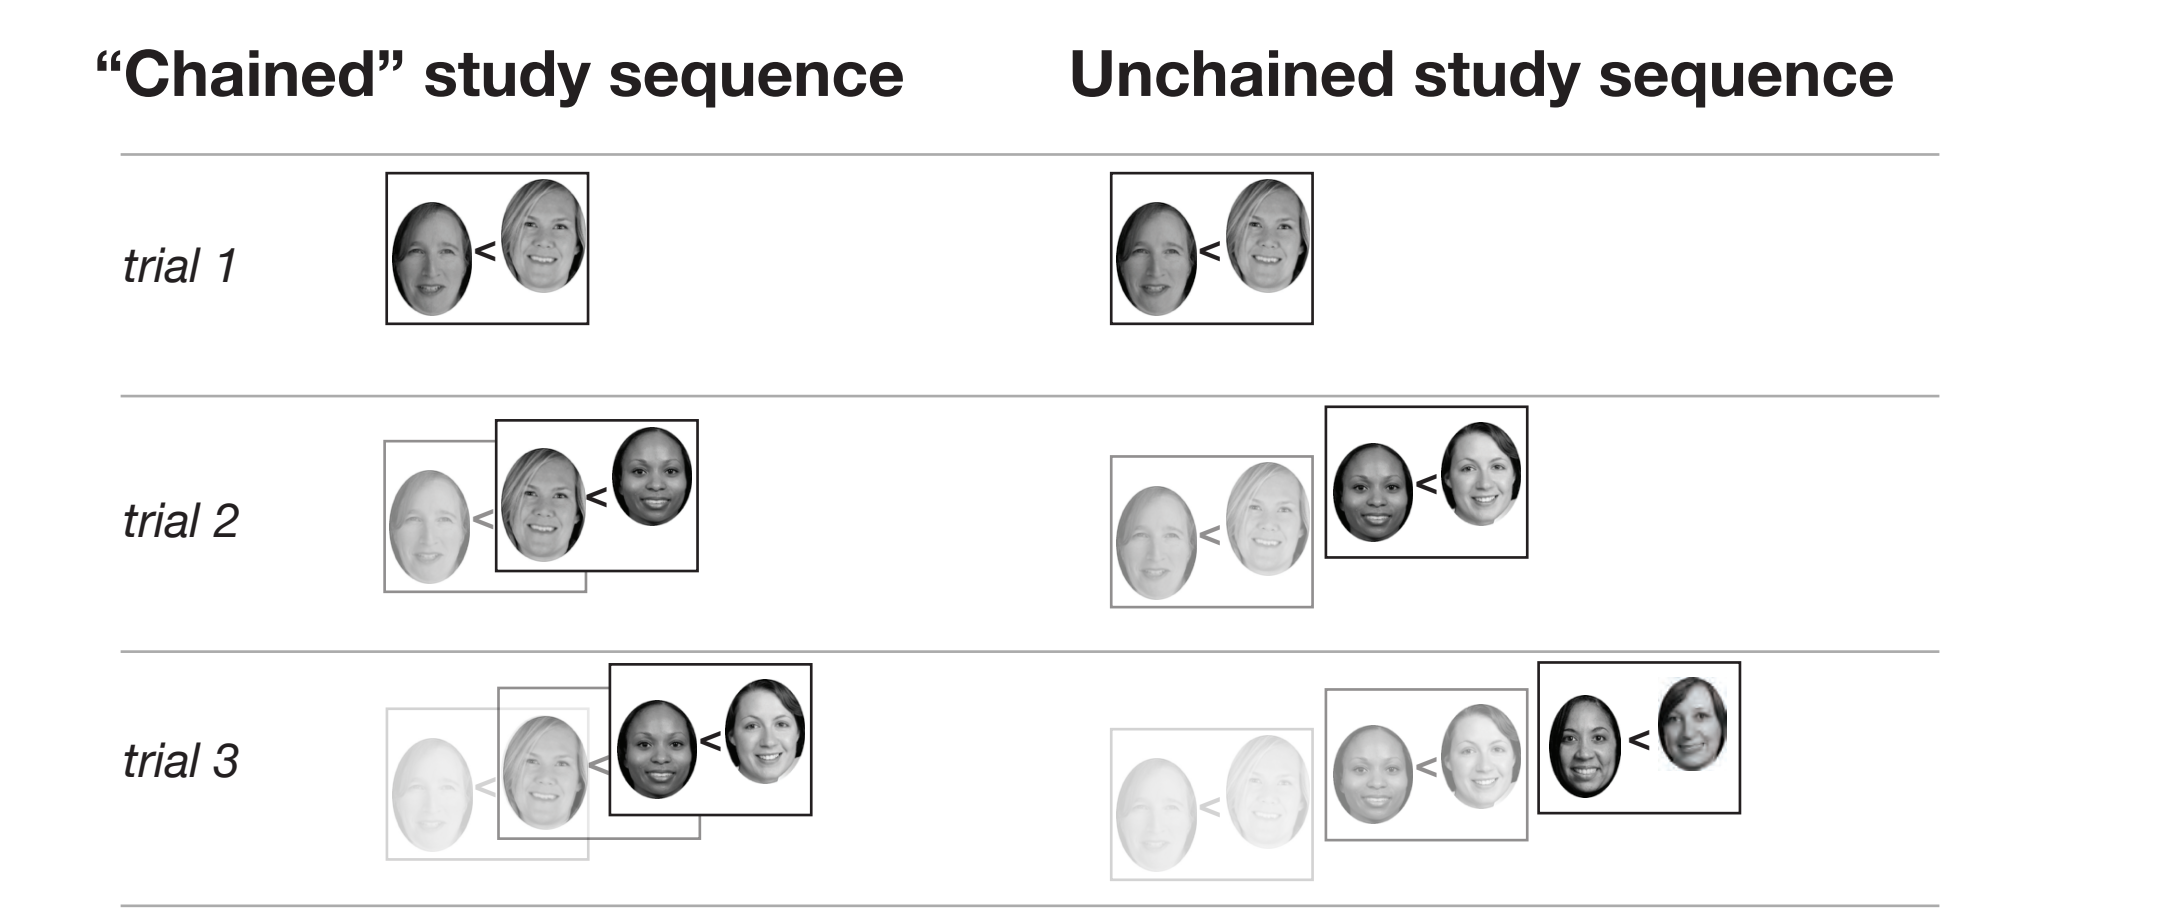 “Chained” study sequence
Unchained study sequence
trial 1
<
<
trial 2
<
<
<
<
trial 3
<
<
<
<
<
<